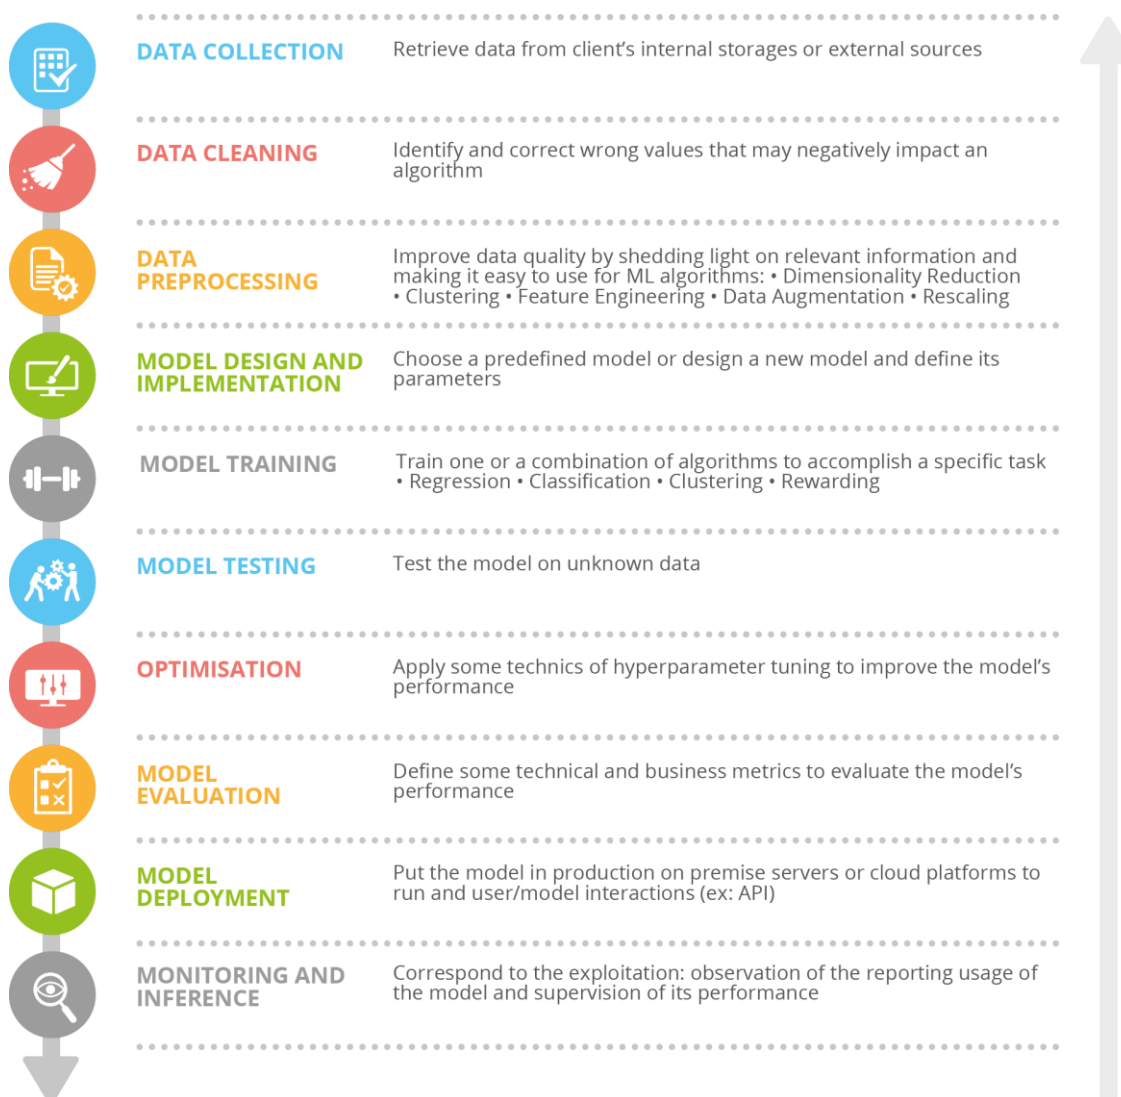 DATA COLLECTION
Retrieve data from client’s internal storages or external sources
DATA CLEANING
Identify and correct wrong values that may negatively impact an
algorithm
DATA
PREPROCESSING
Improve data quality by shedding light on relevant information and
making it easy to use for ML algorithms: • Dimensionality Reduction
• Clustering • Feature Engineering • Data Augmentation • Rescaling
MODEL DESIGN AND
IMPLEMENTATION
Choose a predefined model or design a new model and define its
parameters
MODEL TRAINING
Train one or a combination of algorithms to accomplish a specific task
• Regression • Classification • Clustering • Rewarding
MODEL TESTING
Test the model on unknown data
OPTIMISATION
Apply some technics of hyperparameter tuning to improve the model’s
performance
MODEL
EVALUATION
Define some technical and business metrics to evaluate the model’s
performance
MODEL
DEPLOYMENT
Put the model in production on premise servers or cloud platforms to
run and user/model interactions (ex: API)
MONITORING AND
INFERENCE
Correspond to the exploitation: observation of the reporting usage of
the model and supervision of its performance